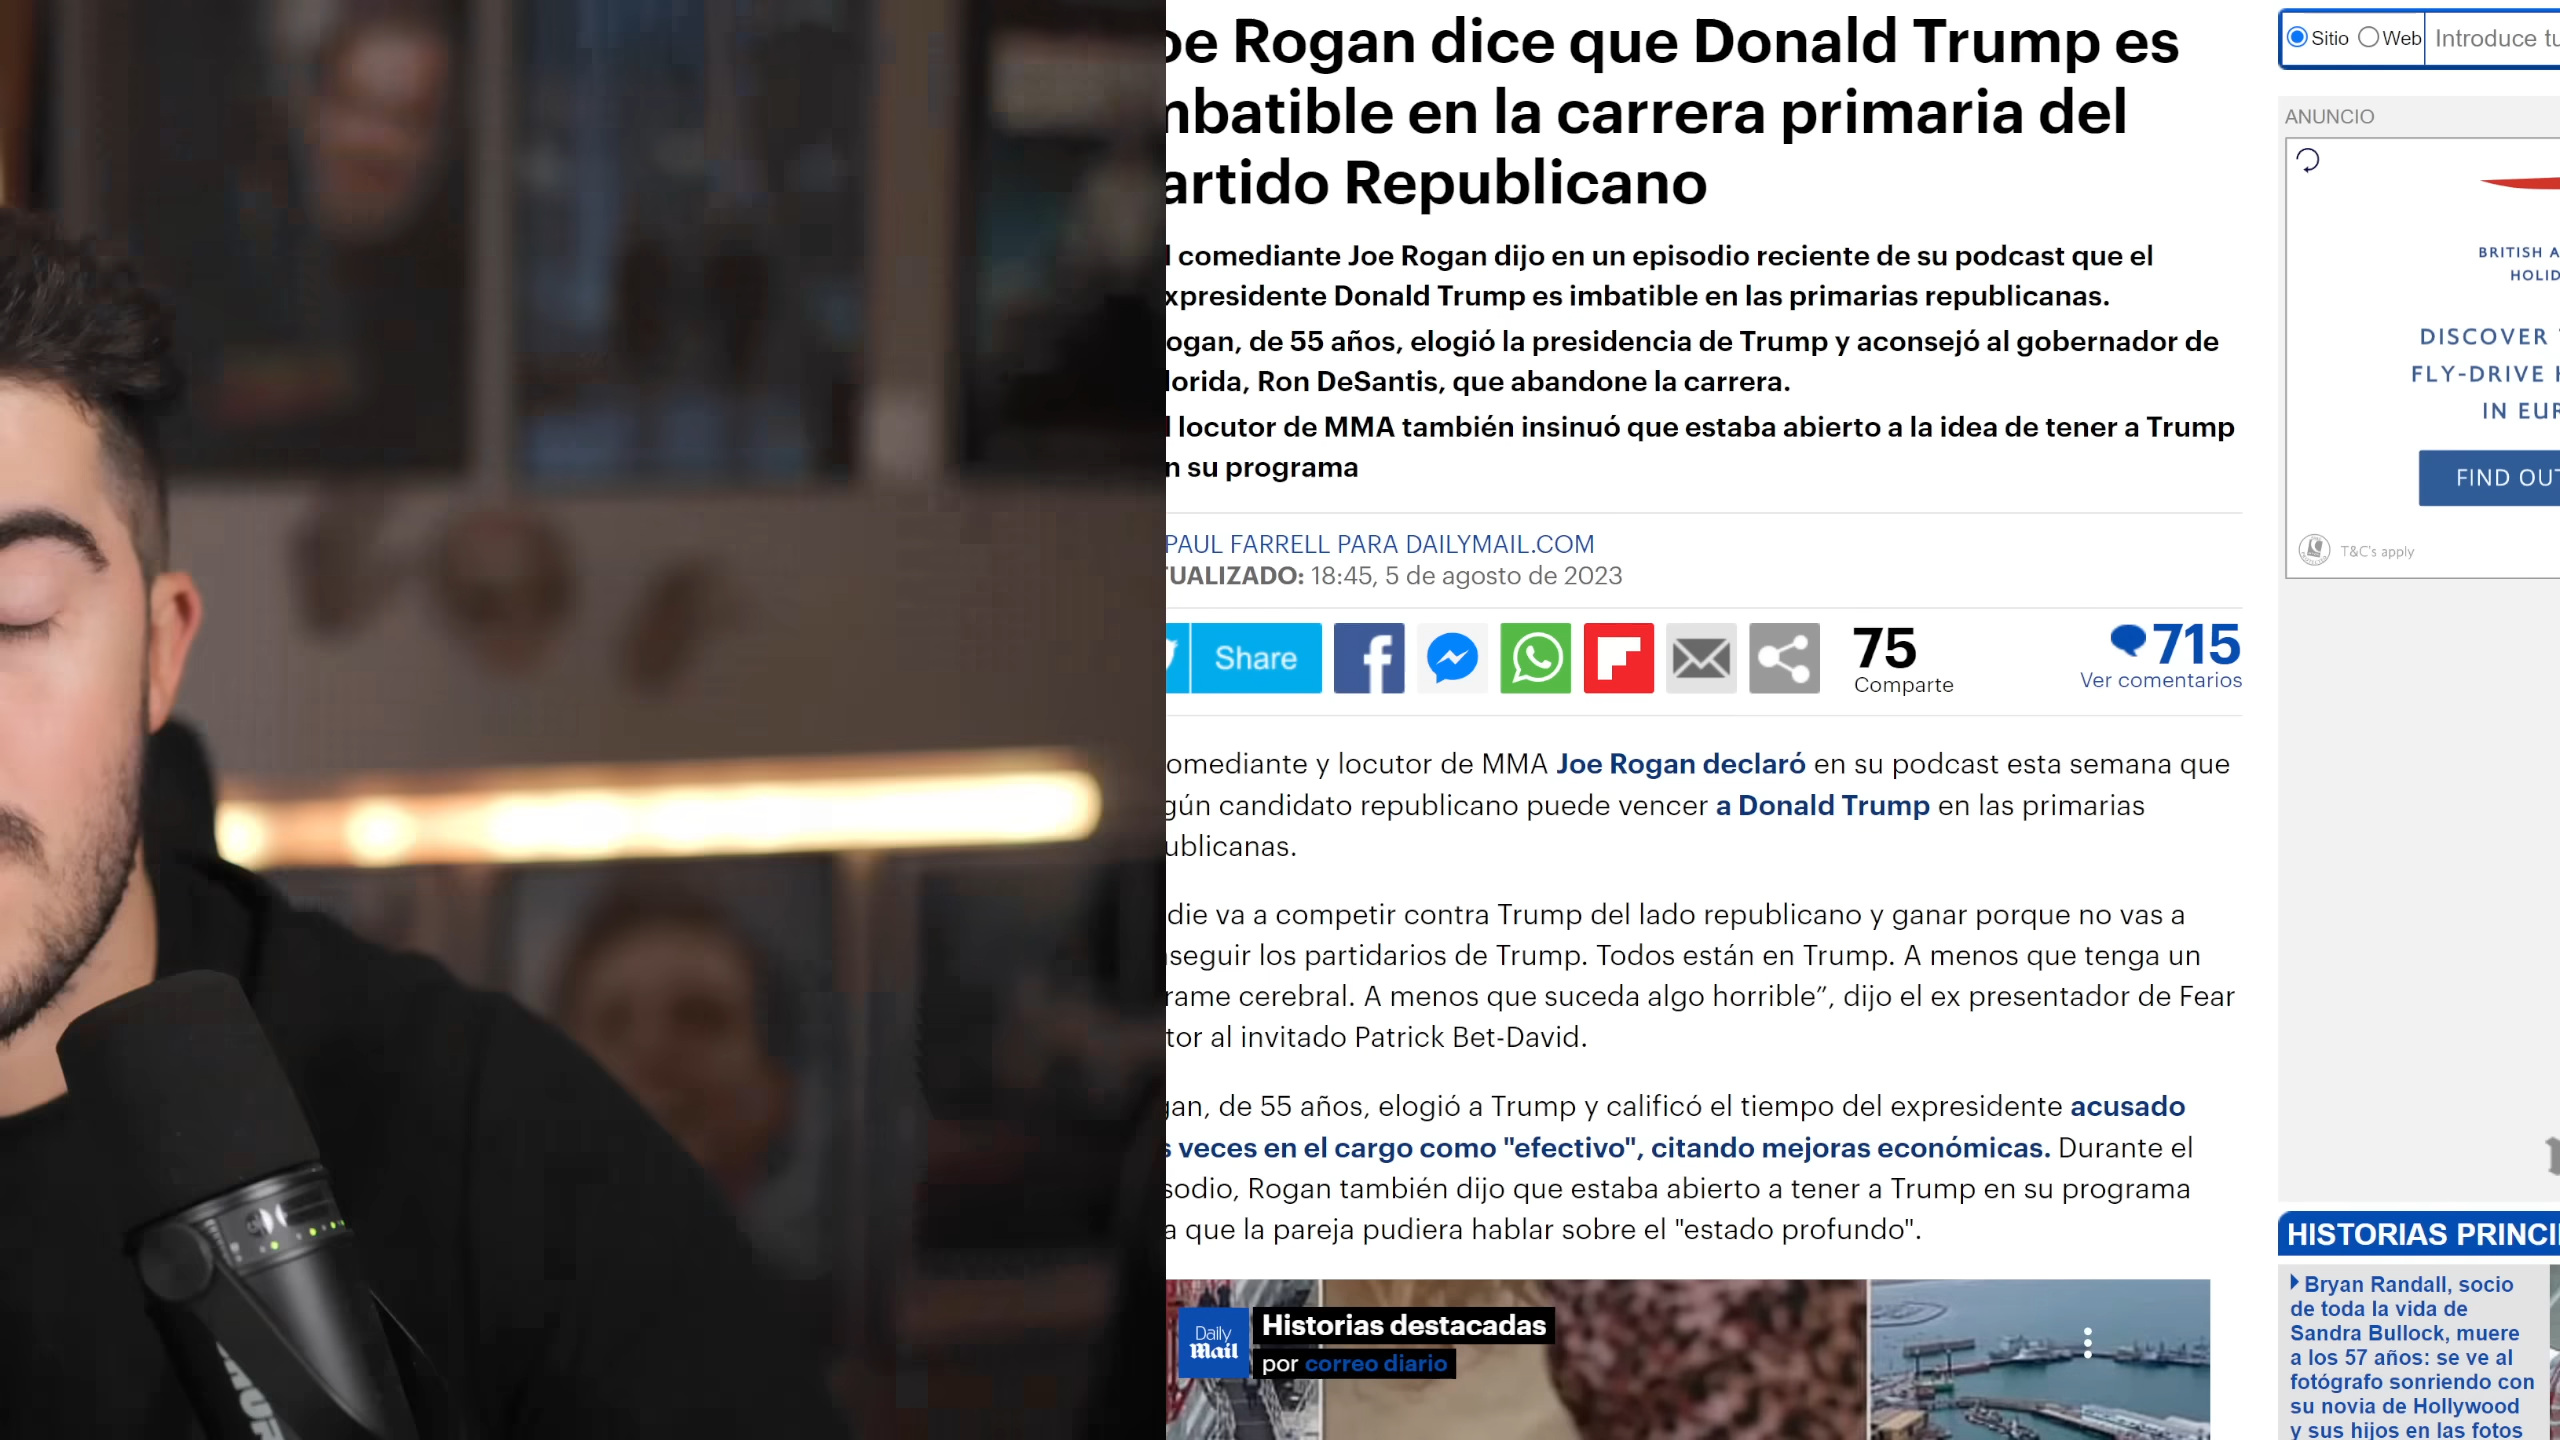 oe Rogan dice que Donald Trump es
mbatible en la carrera primaria del
artido Republicano
l comediante Joe Rogan dijo en un episodio reciente de su podcast que el
xpresidente Donald Trump es imbatible en las primarias republicanas.
ogan, de 55 años, elogió la presidencia de Trump y aconsejó al gobernador de
lorida, Ron DeSantis, que abandone la carrera.
l locutor de MMA también insinuó que estaba abierto a la idea de tener a Trump
n su programa
PAUL FARRELL PARA DAILYMAIL.COM
TUALIZADO: 18:45, 5 de agosto de 2023
Share
75
Comparte
715
Ver comentarios
omediante y locutor de MMA Joe Rogan declaró en su podcast esta semana que
gún candidato republicano puede vencer a Donald Trump en las primarias
ublicanas.
die va a competir contra Trump del lado republicano y ganar porque no vas a
seguir los partidarios de Trump. Todos están en Trump. A menos que tenga un
rame cerebral. A menos que suceda algo horrible”, dijo el ex presentador de Fear
tor al invitado Patrick Bet-David.
gan, de 55 años, elogió a Trump y calificó el tiempo del expresidente acusado
s veces en el cargo como "efectivo", citando mejoras económicas. Durante el
sodio, Rogan también dijo que estaba abierto a tener a Trump en su programa
a que la pareja pudiera hablar sobre el "estado profundo".
Daily
Mail
Historias destacadas
por correo diario
Sitio Web Introduce tu
ANUNCIO
BRITISH A
HOLID
DISCOVER
FLY-DRIVE
IN EUR
FIND OUT
T&C's apply
HISTORIAS PRINCI
Bryan Randall, socio
de toda la vida de
Sandra Bullock, muere
a los 57 años: se ve al
fotógrafo sonriendo con
su novia de Hollywood
y sus hijos en las fotos